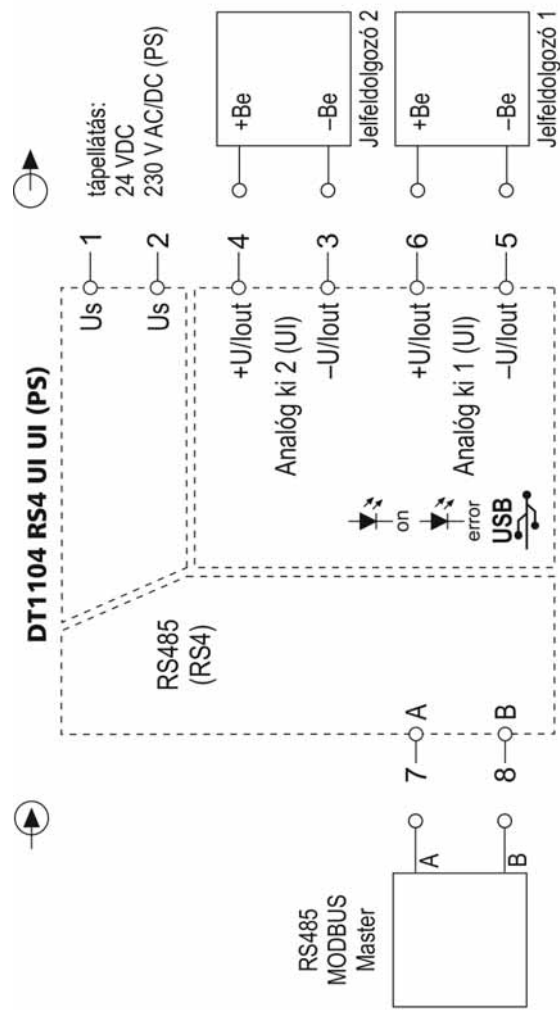 DT1104 RS4 UI UI (PS)
RS485
MODBUS
Master
A
B
7
8
A
B
RS485
(RS4)
Us
Us
1
2
tápellátás:
24 VDC
230 V AC/DC (PS)
+U/Iout
Analóg ki 2 (UI)
–U/Iout
4
3
+Be
–Be
Jelfeldolgozó 2
on
error
USB
+U/Iout
Analóg ki 1 (UI)
–U/Iout
6
5
+Be
–Be
Jelfeldolgozó 1